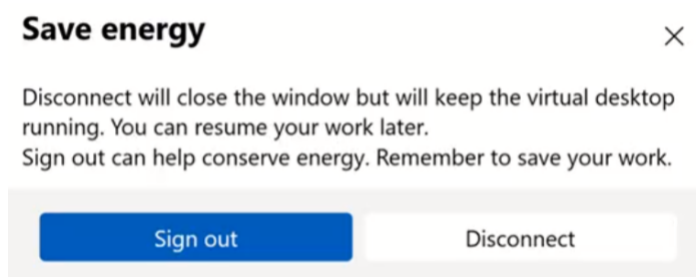 Save energy
Disconnect will close the window but will keep the virtual desktop
running. You can resume your work later.
Sign out can help conserve energy. Remember to save your work.
Sign out
Disconnect